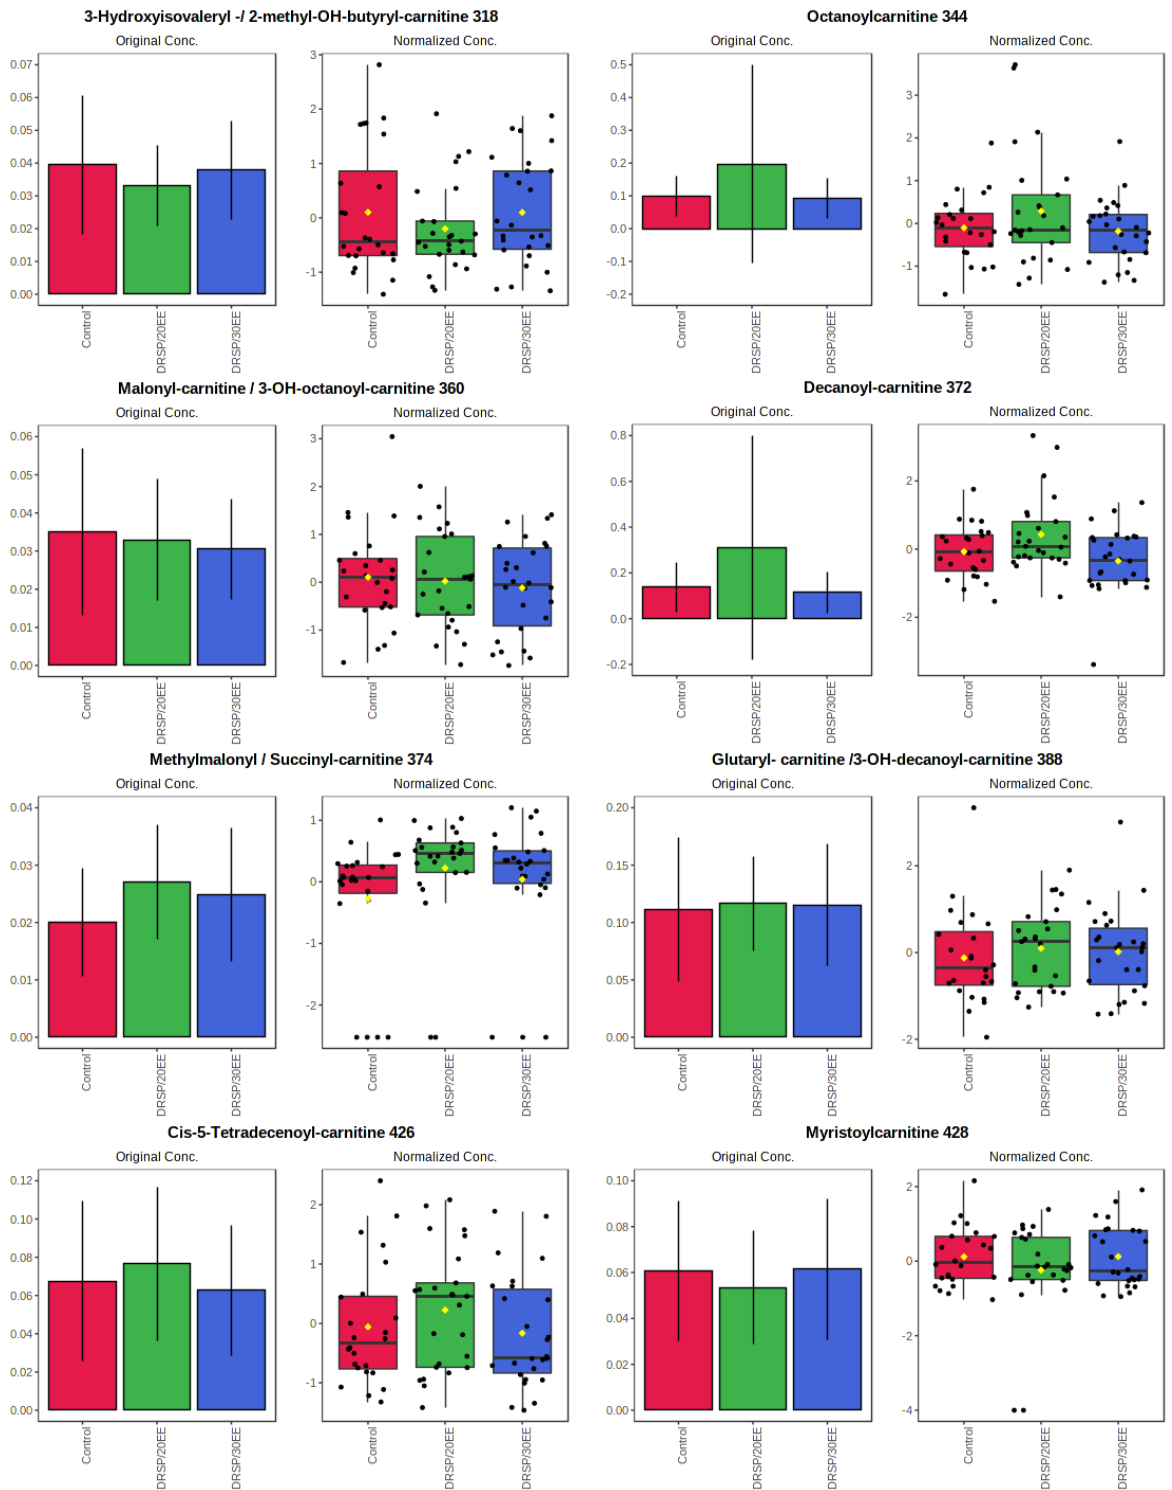 3-Hydroxyisovaleryl -/ 2-methyl-OH-butyryl-carnitine 318
Original Conc.
0.07
0.06
0.05
0.04
0.03
0.02
0.01
0.00
Control
DRSP/20EE
DRSP/30EE
Normalized Conc.
3
2
1
0
-1
Control
DRSP/20EE
DRSP/30EE
Octanoylcarnitine 344
Original Conc.
0.5
0.4
0.3
0.2
0.1
0.0
-0.1
-0.2
Control
DRSP/20EE
DRSP/30EE
Normalized Conc.
3
2
1
0
-1
Control
DRSP/20EE
DRSP/30EE
Malonyl-carnitine / 3-OH-octanoyl-carnitine 360
Original Conc.
0.06
0.05
0.04
0.03
0.02
0.01
0.00
Control
DRSP/20EE
DRSP/30EE
Normalized Conc.
3
2
1
0
-1
Control
DRSP/20EE
DRSP/30EE
Decanoyl-carnitine 372
Original Conc.
0.8
0.6
0.4
0.2
0.0
-0.2
Control
DRSP/20EE
DRSP/30EE
Normalized Conc.
2
0
-2
Control
DRSP/20EE
DRSP/30EE
Methylmalonyl / Succinyl-carnitine 374
Original Conc.
0.04
0.03
0.02
0.01
0.00
Control
DRSP/20EE
DRSP/30EE
Normalized Conc.
1
0
-1
-2
Control
DRSP/20EE
DRSP/30EE
Glutaryl- carnitine /3-OH-decanoyl-carnitine 388
Original Conc.
0.20
0.15
0.10
0.05
0.00
Control
DRSP/20EE
DRSP/30EE
Normalized Conc.
2
0
-2
Control
DRSP/20EE
DRSP/30EE
Cis-5-Tetradecenoyl-carnitine 426
Original Conc.
0.12
0.10
0.08
0.06
0.04
0.02
0.00
Control
DRSP/20EE
DRSP/30EE
Normalized Conc.
2
1
0
-1
Control
DRSP/20EE
DRSP/30EE
Myristoylcarnitine 428
Original Conc.
0.10
0.08
0.06
0.04
0.02
0.00
Control
DRSP/20EE
DRSP/30EE
Normalized Conc.
2
0
-2
-4
Control
DRSP/20EE
DRSP/30EE